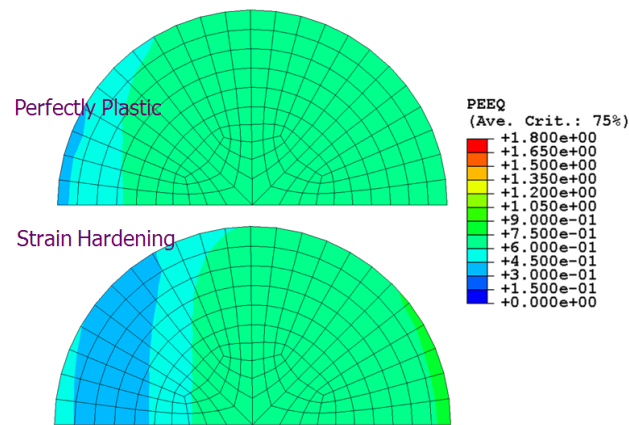 Perfectly Plastic
PEEQ
(Ave. Crit.: 75%)
+1.800e+00
+1.650e+00
+1.500e+00
+1.350e+00
+1.200e+00
+1.050e+00
+9.000e-01
+7.500e-01
+6.000e-01
+4.500e-01
+3.000e-01
+1.500e-01
+0.000e+00
Strain Hardening